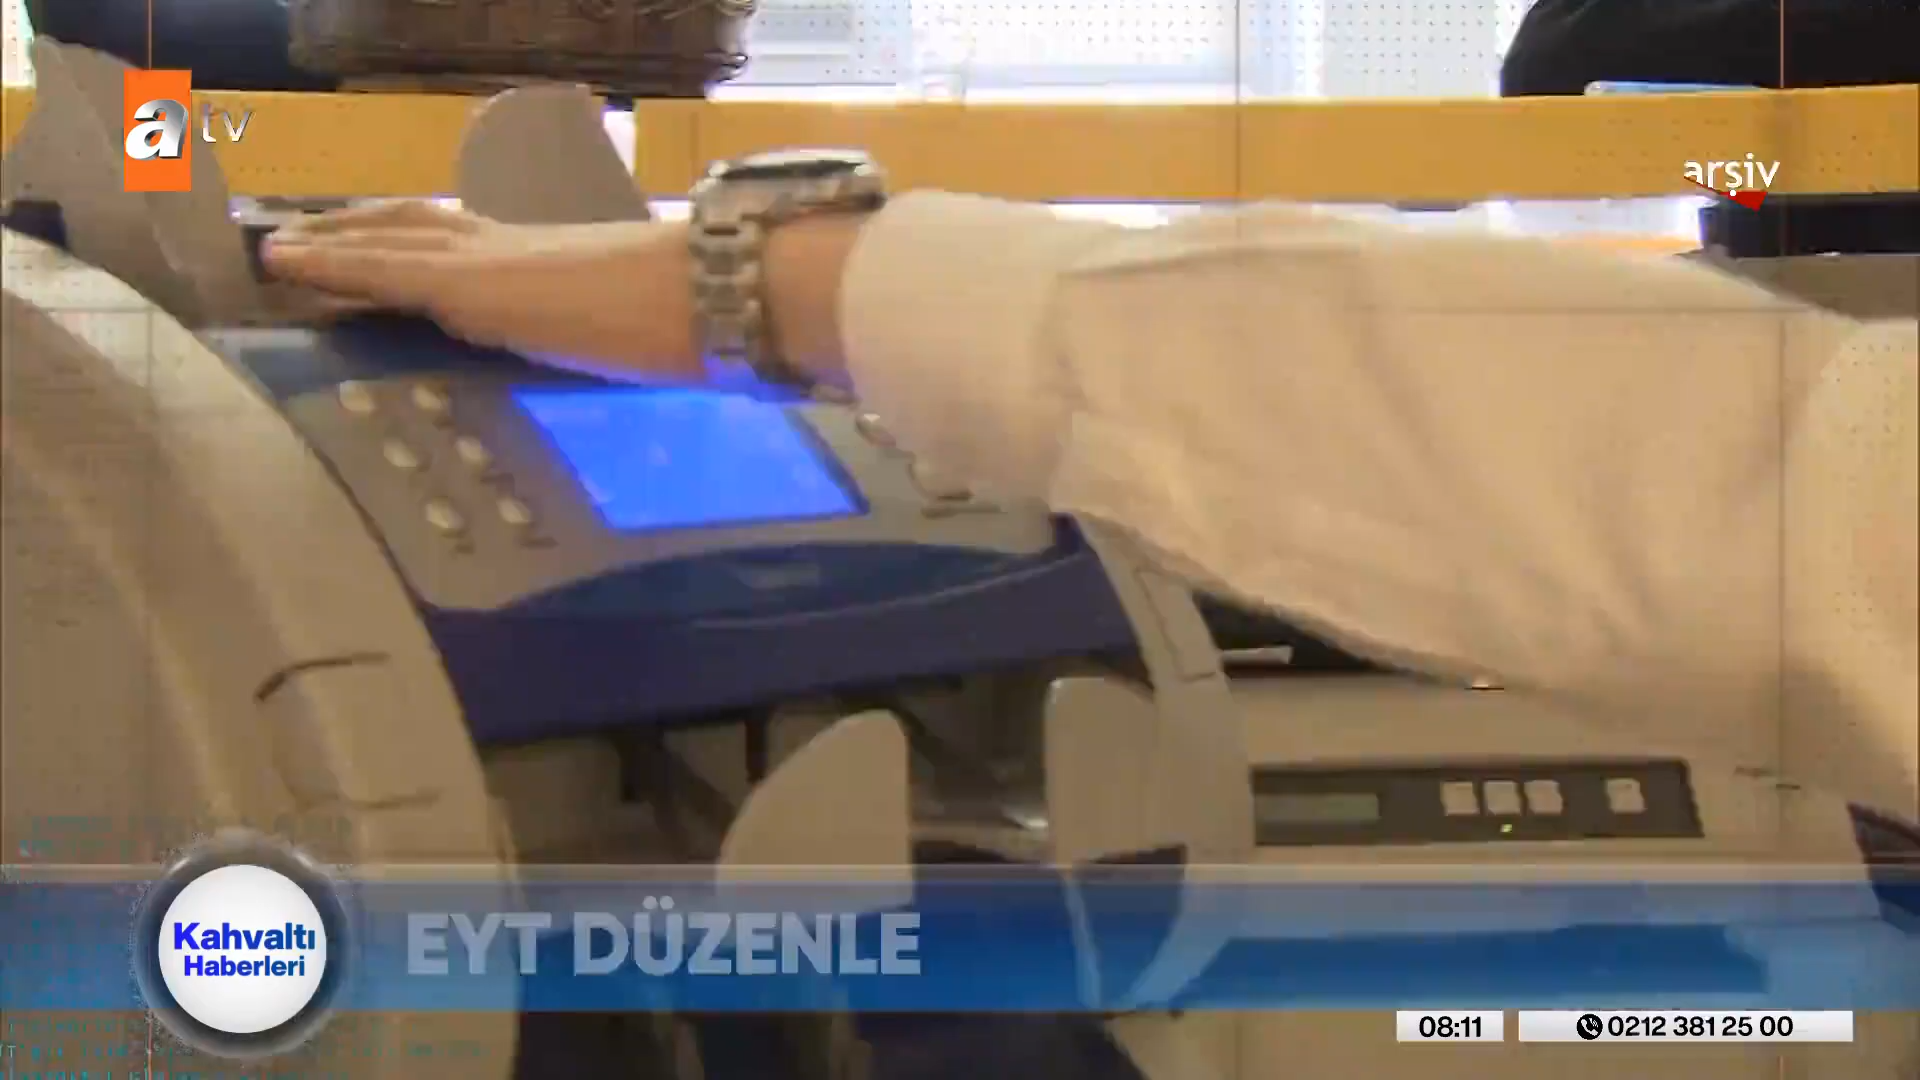 atv
arşiv
EYT DÜZENLE
Kahvaltı
Haberleri
08:11
0212 381 25 00